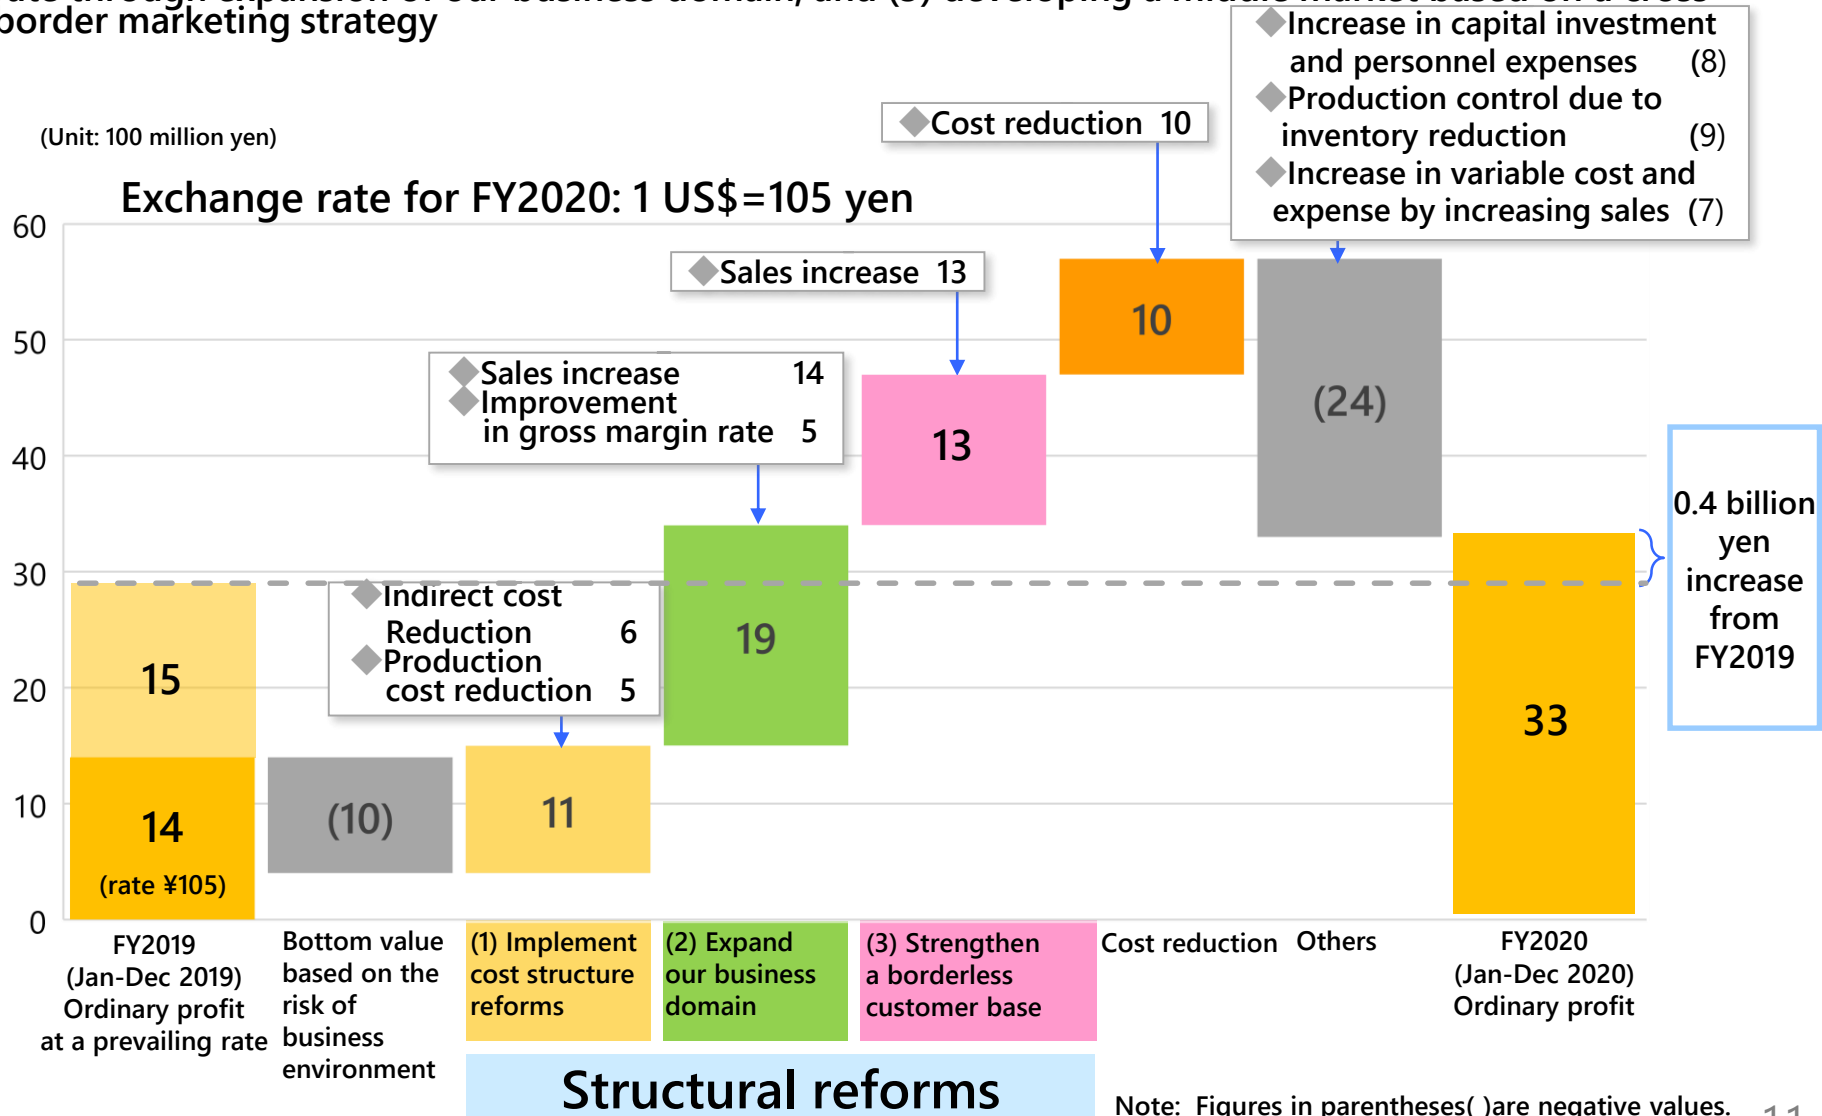 border marketing strategy
(Unit: 100 million yen)
Exchange rate for FY2020: 1 US$=105 yen
◆Increase in capital investment
and personnel expenses (8)
◆Production control due to
inventory reduction (9)
◆Increase in variable cost and
expense by increasing sales (7)
◆Cost reduction 10
◆Sales increase 13
◆Sales increase 14
◆Improvement
in gross margin rate 5
◆Indirect cost
Reduction 6
◆Production
cost reduction 5
60
50
40
30
20
10
0
15
14
(rate ¥105)
(10)
11
19
13
10
(24)
33
0.4 billion
yen
increase
from
FY2019
FY2019
(Jan-Dec 2019)
Ordinary profit
at a prevailing rate
Bottom value
based on the
risk of
business
environment
(1) Implement
cost structure
reforms
(2) Expand
our business
domain
(3) Strengthen
a borderless
customer base
Cost reduction
Others
FY2020
(Jan-Dec 2020)
Ordinary profit
Structural reforms
Note: Figures in parentheses( )are negative values.
11